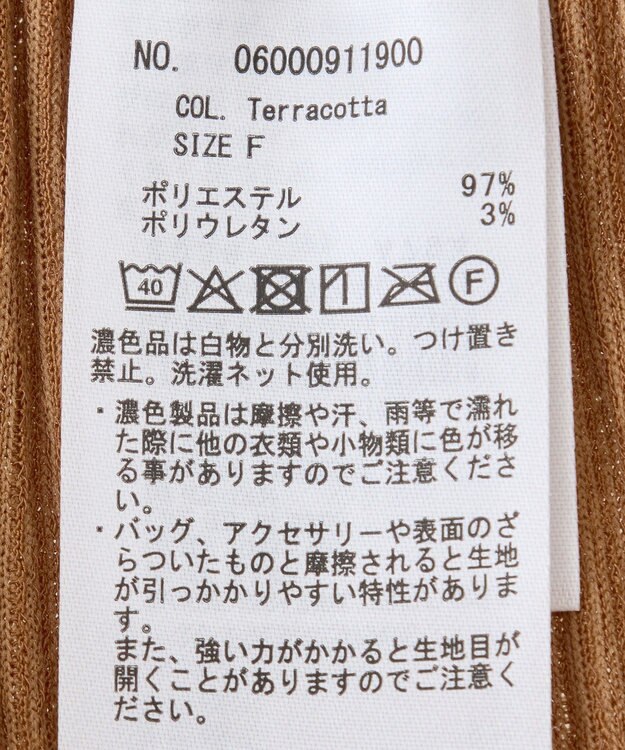 NO. 06000911900
COL. Terracotta
SIZE F
ポリエステル 97%
ポリウレタン 3%
40 F
濃色品は白物と分別洗い。つけ置き
禁止。洗濯ネット使用。
・濃色製品は摩擦や汗、雨等で濡れ
た際に他の衣類や小物類に色が移
る事がありますのでご注意くださ
い。
・バッグ、アクセサリーや表面のざ
らついたものと摩擦されると生地
が引っかかりやすい特性がありま
す。
また、強い力がかかると生地目が
開くことがありますのでご注意く
ださい。